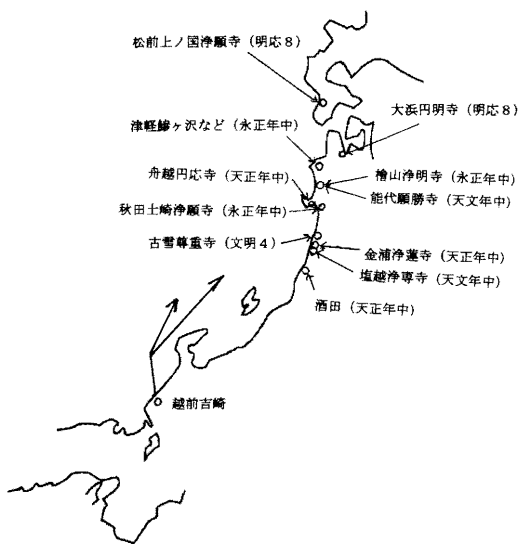 松前上ノ国浄願寺（明応８）
大浜円明寺（明応８）
津軽鰺ヶ沢など（永正年中）
舟越円応寺（天正年中）
檜山浄明寺（永正年中）
能代願勝寺（天文年中）
秋田土崎浄願寺（永正年中）
古雪尊重寺（文明４）
金浦浄蓮寺（天正年中）
塩越浄専寺（天文年中）
酒田（天正年中）
越前吉崎